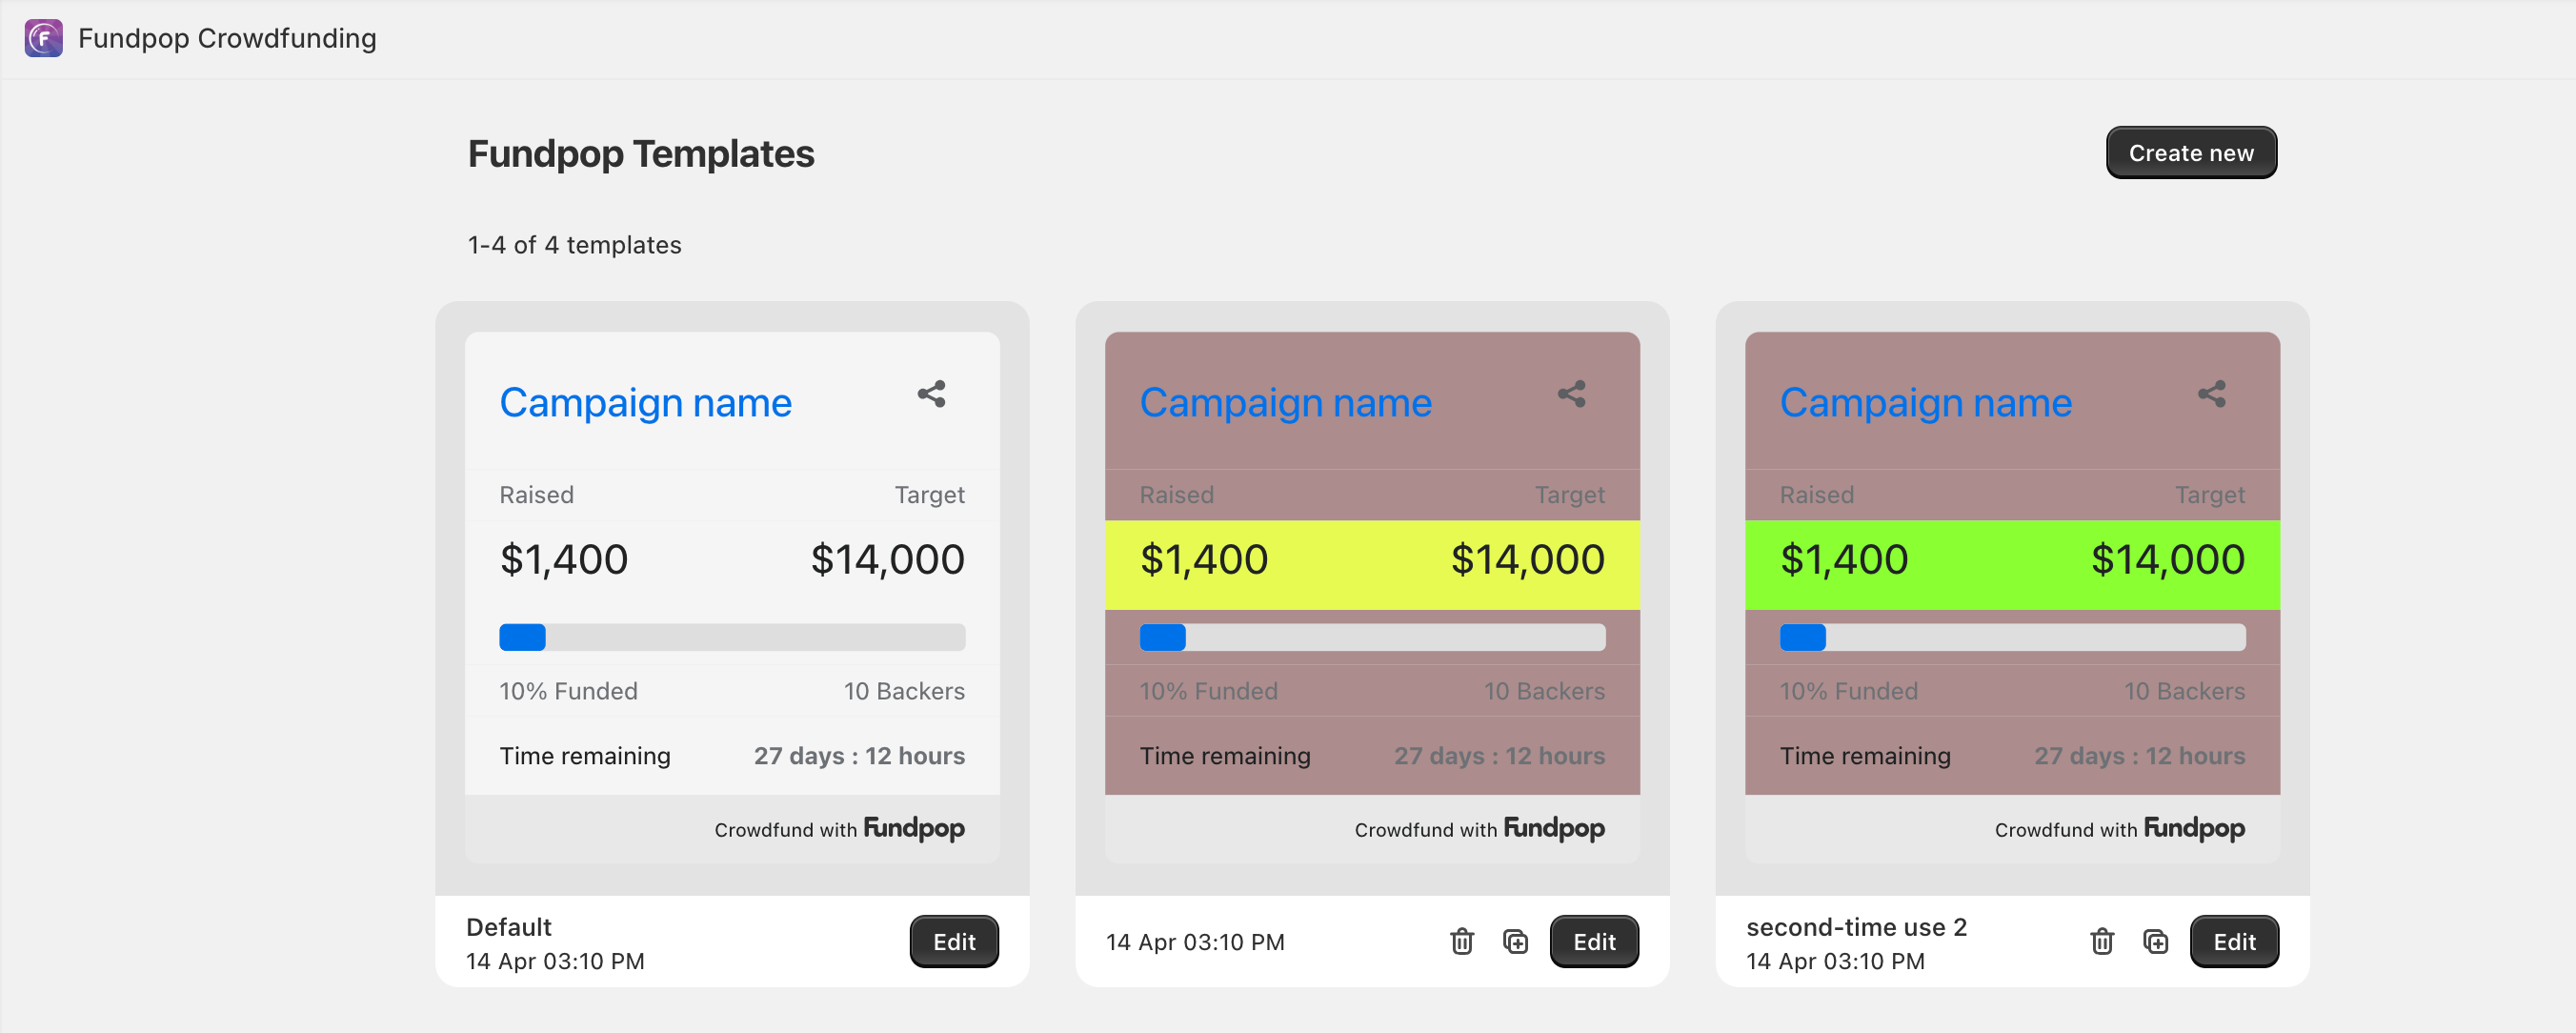 Fundpop Crowdfunding
Fundpop Templates
Create new
1-4 of 4 templates
Campaign name
Raised Target
$1,400 $14,000
10% Funded 10 Backers
Time remaining 27 days : 12 hours
Crowdfund with Fundpop
Default
14 Apr 03:10 PM
Edit
Campaign name
Raised Target
$1,400 $14,000
10% Funded 10 Backers
Time remaining 27 days : 12 hours
Crowdfund with Fundpop
14 Apr 03:10 PM
Edit
Campaign name
Raised Target
$1,400 $14,000
10% Funded 10 Backers
Time remaining 27 days : 12 hours
Crowdfund with Fundpop
second-time use 2
14 Apr 03:10 PM
Edit